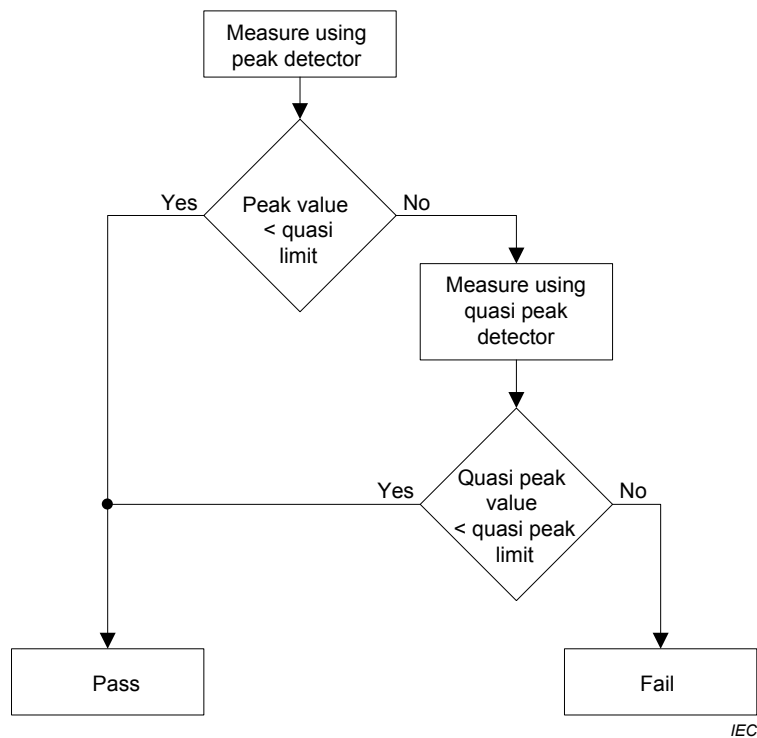 Measure using
peak detector
Yes
Peak value
< quasi
limit
No
Measure using
quasi peak
detector
Yes
Quasi peak
value
< quasi peak
limit
No
Pass
Fail
IEC